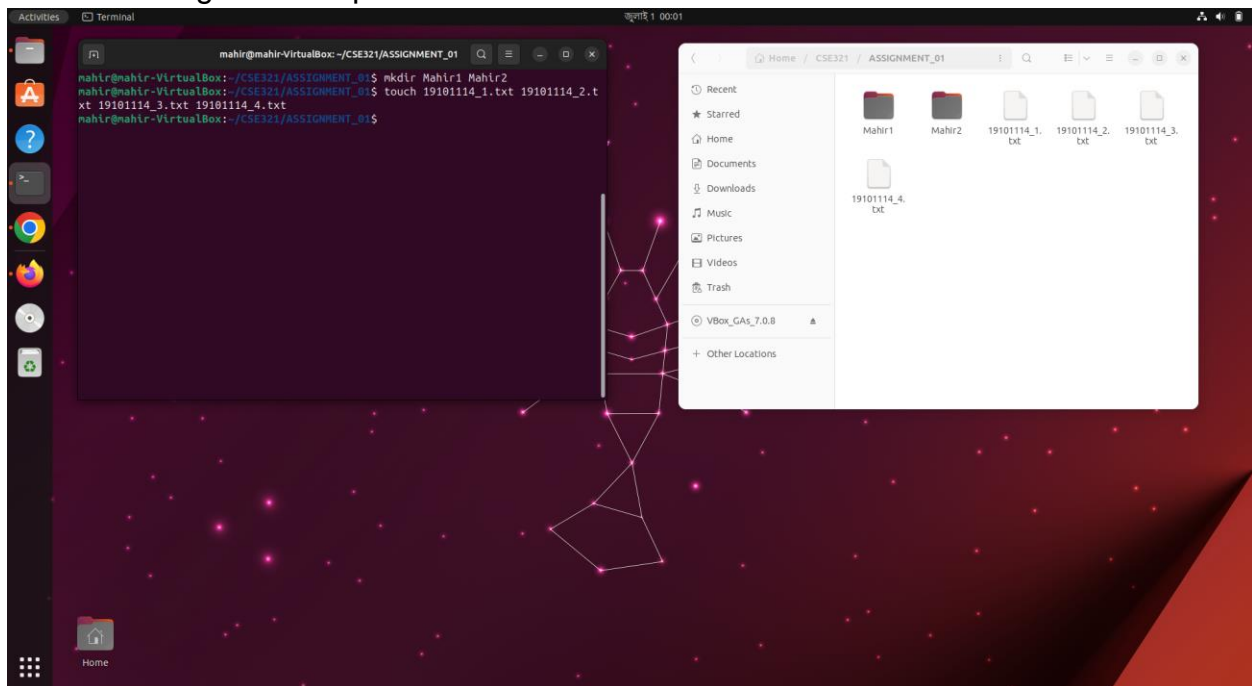 Activities
Terminal
জুলাই 1 00:01
mahir@mahir-VirtualBox: ~/CSE321/ASSIGNMENT_01
mahir@mahir-VirtualBox:~/CSE321/ASSIGNMENT_01$ mkdir Mahir1 Mahir2
mahir@mahir-VirtualBox:~/CSE321/ASSIGNMENT_01$ touch 19101114_1.txt 19101114_2.t
xt 19101114_3.txt 19101114_4.txt
mahir@mahir-VirtualBox:~/CSE321/ASSIGNMENT_01$
Home / CSE321 / ASSIGNMENT_01
Recent
Starred
Home
Documents
Downloads
Music
Pictures
Videos
Trash
VBox_GAs_7.0.8
+ Other Locations
Mahir1
Mahir2
19101114_1.
txt
19101114_2.
txt
19101114_3.
txt
19101114_4.
txt
Home